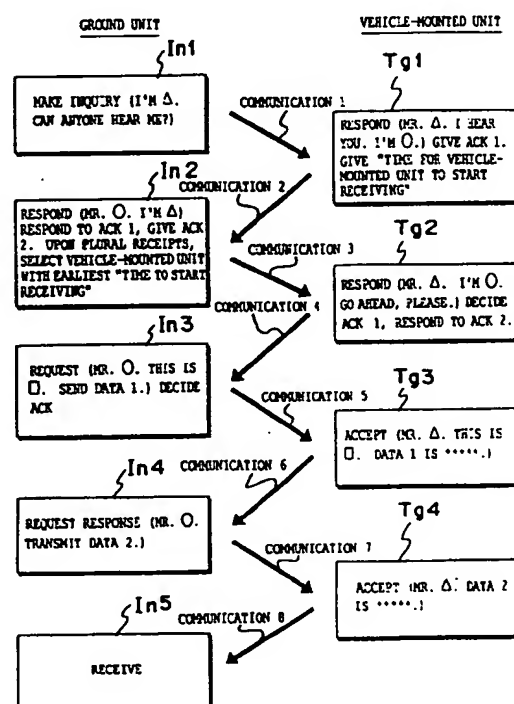 GROUND UNIT
VEHICLE-MOUNTED UNIT
In1
MAKE INQUIRY (I'M Δ.
CAN ANYONE HEAR ME?)
COMMUNICATION 1
Tg1
RESPOND (MR. Δ. I HEAR
YOU. I'M O.) GIVE ACK 1.
GIVE "TIME FOR VEHICLE-
MOUNTED UNIT TO START
RECEIVING"
COMMUNICATION 2
In2
RESPOND (MR. O. I'M Δ)
RESPOND TO ACK 1, GIVE ACK
2. UPON PLURAL RECEIPTS,
SELECT VEHICLE-MOUNTED UNIT
WITH EARLIEST "TIME TO START
RECEIVING"
COMMUNICATION 3
Tg2
RESPOND (MR. Δ. I'M O.
GO AHEAD, PLEASE.) DECIDE
ACK 1, RESPOND TO ACK 2.
COMMUNICATION 4
In3
REQUEST (MR. O. THIS IS
□. SEND DATA 1.) DECIDE
ACK
COMMUNICATION 5
Tg3
ACCEPT (MR. Δ. THIS IS
□. DATA 1 IS *****.)
COMMUNICATION 6
In4
REQUEST RESPONSE (MR. O.
TRANSMIT DATA 2.)
COMMUNICATION 7
Tg4
ACCEPT (MR. Δ. DATA 2
IS *****.)
COMMUNICATION 8
In5
RECEIVE